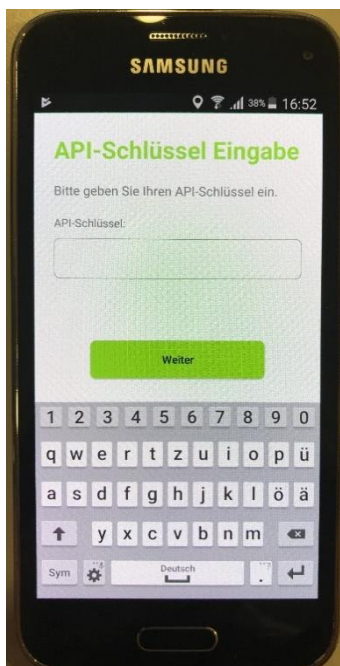 SAMSUNG
38% 16:52
API-Schlüssel Eingabe
Bitte geben Sie Ihren API-Schlüssel ein.
API-Schlüssel:
Weiter
1 2 3 4 5 6 7 8 9 0
q w e r t z u i o p ü
a s d f g h j k l ö ä
y x c v b n m
Sym Deutsch .